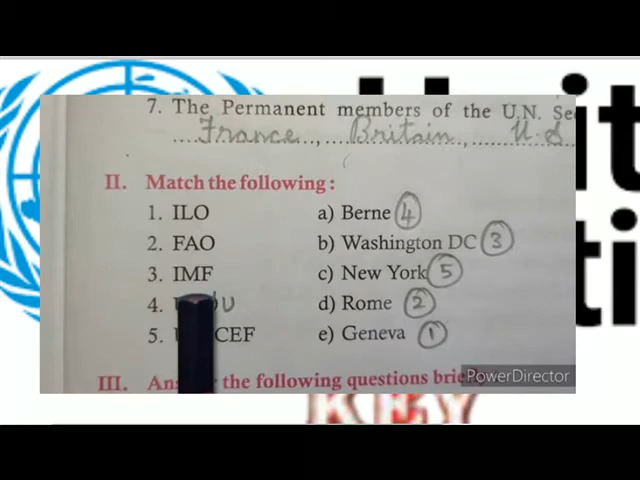 7. The Permanent members of the U.N. Sec
France, Britain, U.S
II. Match the following :
1. ILO a) Berne 4
2. FAO b) Washington DC 3
3. IMF c) New York 5
4. U d) Rome 2
5. U CEF e) Geneva 1
III. Ans the following questions brie
PowerDirector
KEY